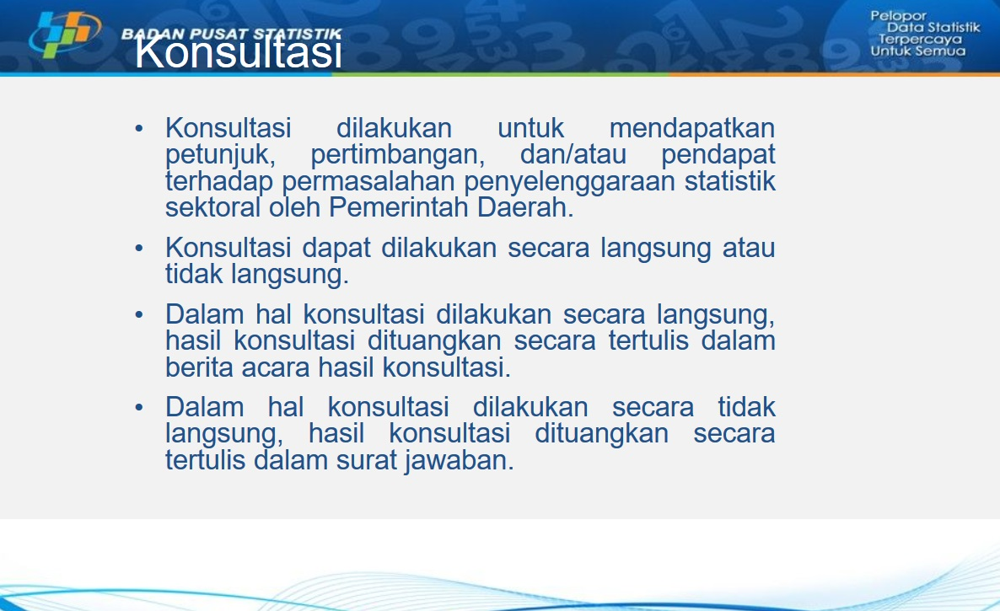 BADAN PUSAT STATISTIK
Konsultasi
Pelopor
Data Statistik
Terpercaya
Untuk Semua
• Konsultasi dilakukan untuk mendapatkan
petunjuk, pertimbangan, dan/atau pendapat
terhadap permasalahan penyelenggaraan statistik
sektoral oleh Pemerintah Daerah.
• Konsultasi dapat dilakukan secara langsung atau
tidak langsung.
• Dalam hal konsultasi dilakukan secara langsung,
hasil konsultasi dituangkan secara tertulis dalam
berita acara hasil konsultasi.
• Dalam hal konsultasi dilakukan secara tidak
langsung, hasil konsultasi dituangkan secara
tertulis dalam surat jawaban.